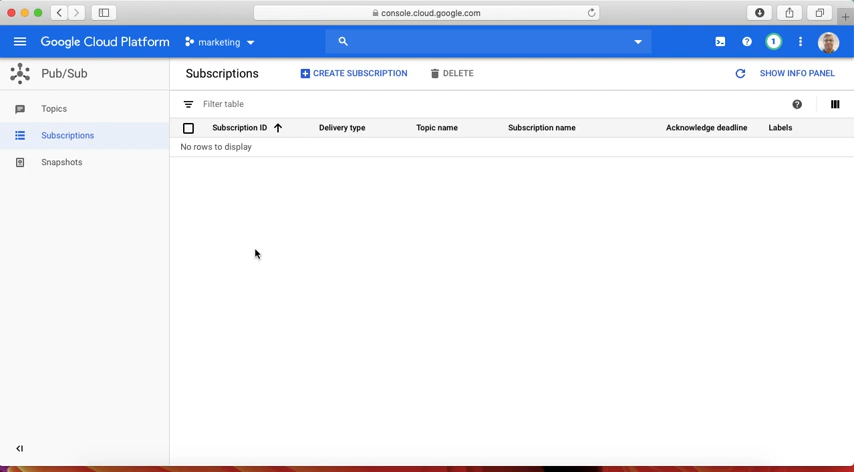 console.cloud.google.com
Google Cloud Platform marketing 1
Pub/Sub Subscriptions CREATE SUBSCRIPTION DELETE SHOW INFO PANEL
Topics Filter table
Subscriptions Subscription ID Delivery type Topic name Subscription name Acknowledge deadline Labels
No rows to display
Snapshots